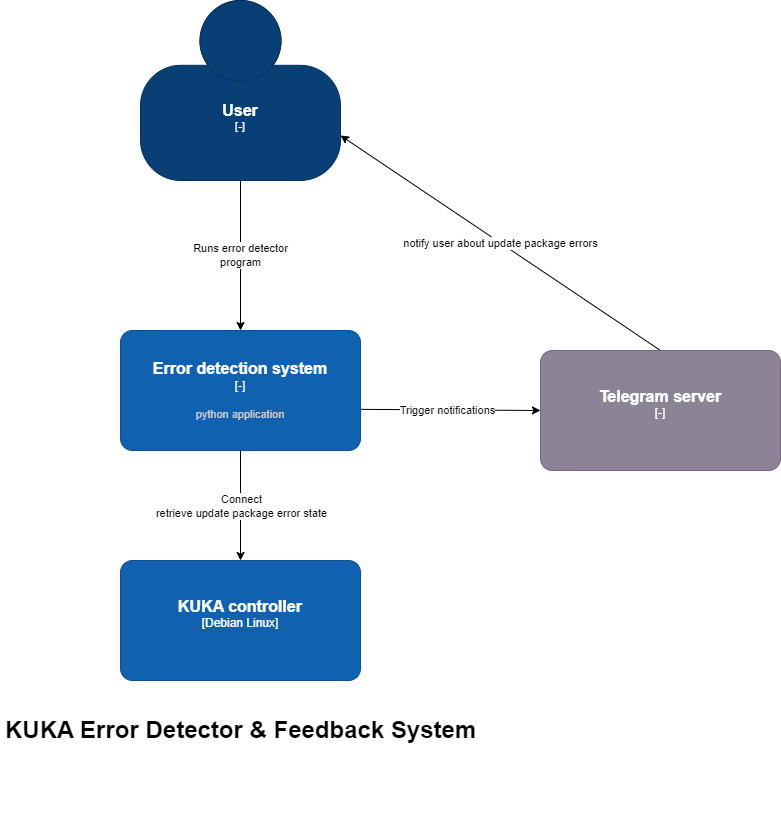 User
[-]
Runs error detector
program
notify user about update package errors
Error detection system
[-]
python application
Trigger notifications
Telegram server
[-]
Connect
retrieve update package error state
KUKA controller
[Debian Linux]
KUKA Error Detector & Feedback System